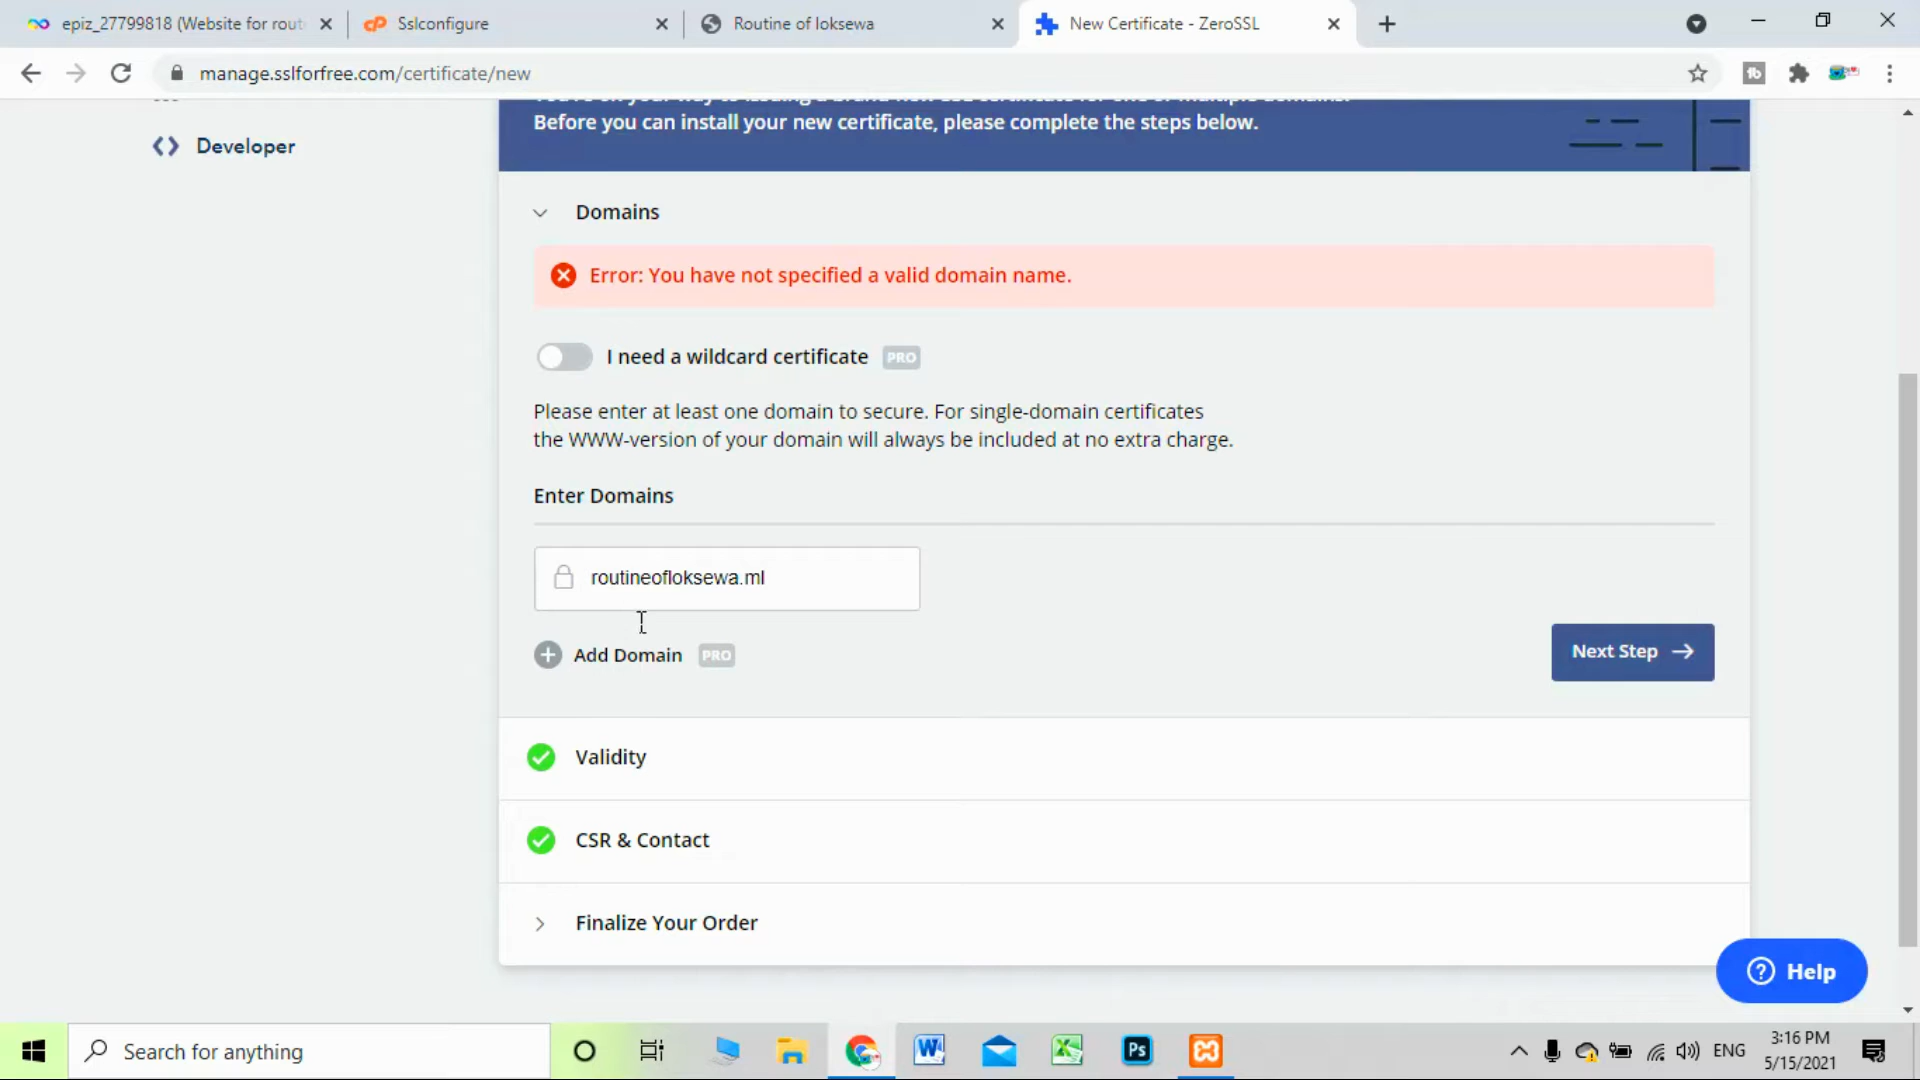 epiz_27799818 (Website for rout
Sslconfigure
Routine of loksewa
New Certificate - ZeroSSL
manage.sslforfree.com/certificate/new
Before you can install your new certificate, please complete the steps below.
Developer
Domains
Error: You have not specified a valid domain name.
I need a wildcard certificate PRO
Please enter at least one domain to secure. For single-domain certificates
the WWW-version of your domain will always be included at no extra charge.
Enter Domains
routineofloksewa.ml
Add Domain PRO
Next Step
Validity
CSR & Contact
Finalize Your Order
Help
Search for anything
ENG
3:16 PM
5/15/2021